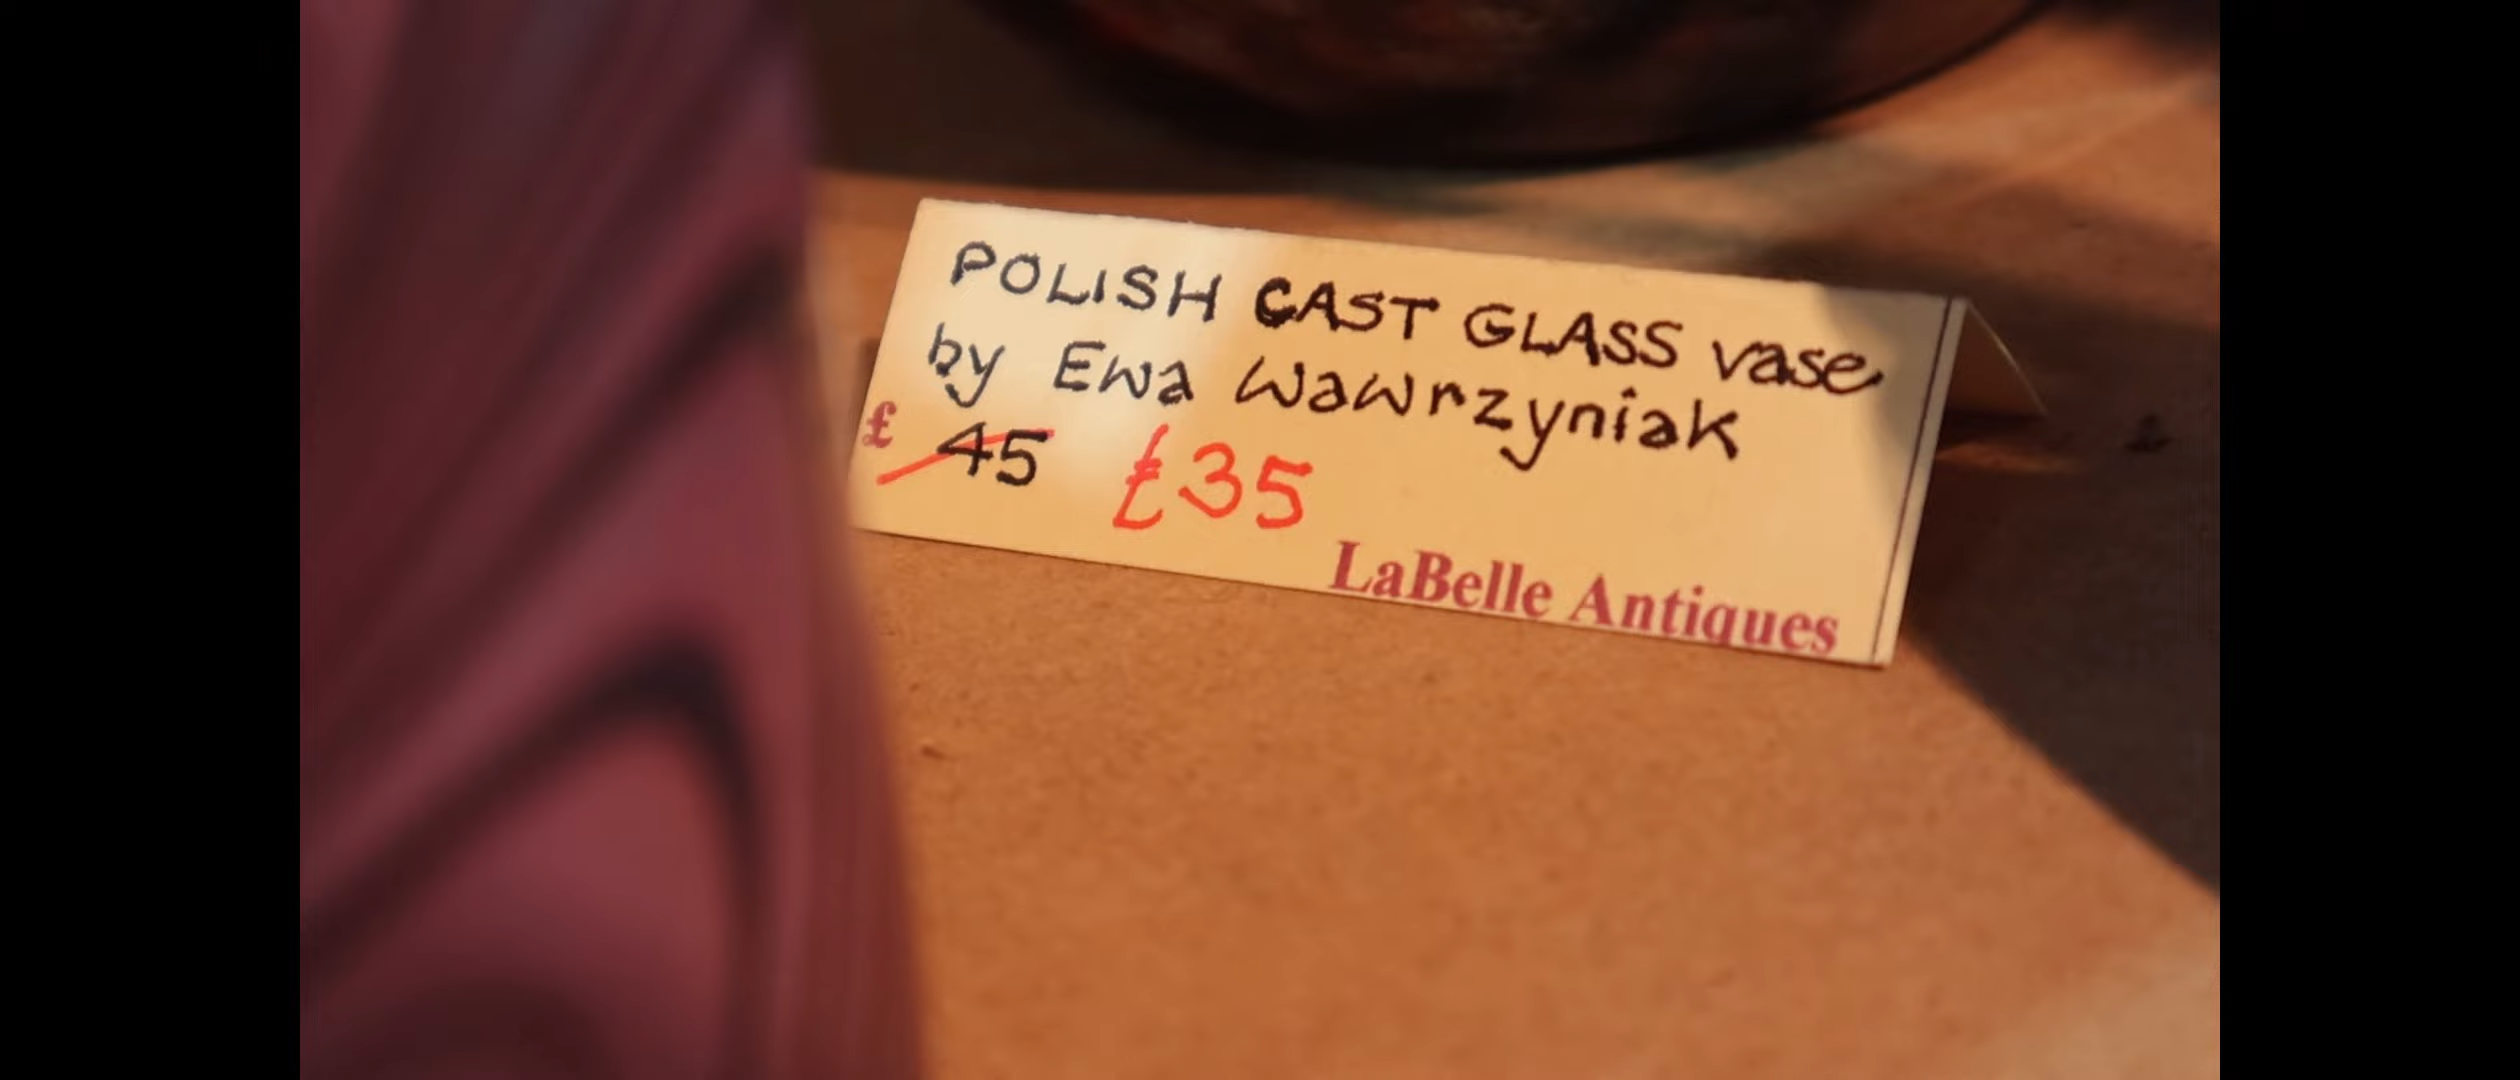 POLISH CAST GLASS vase
by Ewa Wawrzyniak
£ 45 £35
LaBelle Antiques